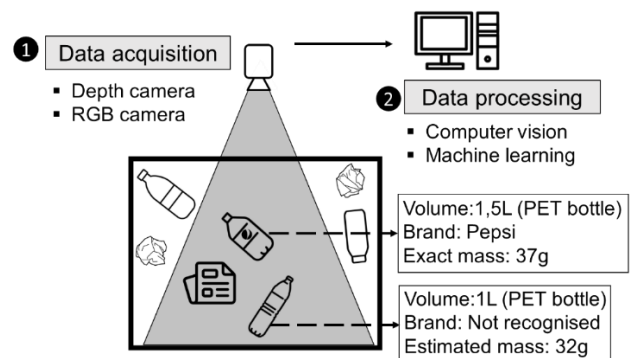 1 Data acquisition
▪ Depth camera
▪ RGB camera
2 Data processing
▪ Computer vision
▪ Machine learning
Volume:1,5L (PET bottle)
Brand: Pepsi
Exact mass: 37g
Volume:1L (PET bottle)
Brand: Not recognised
Estimated mass: 32g